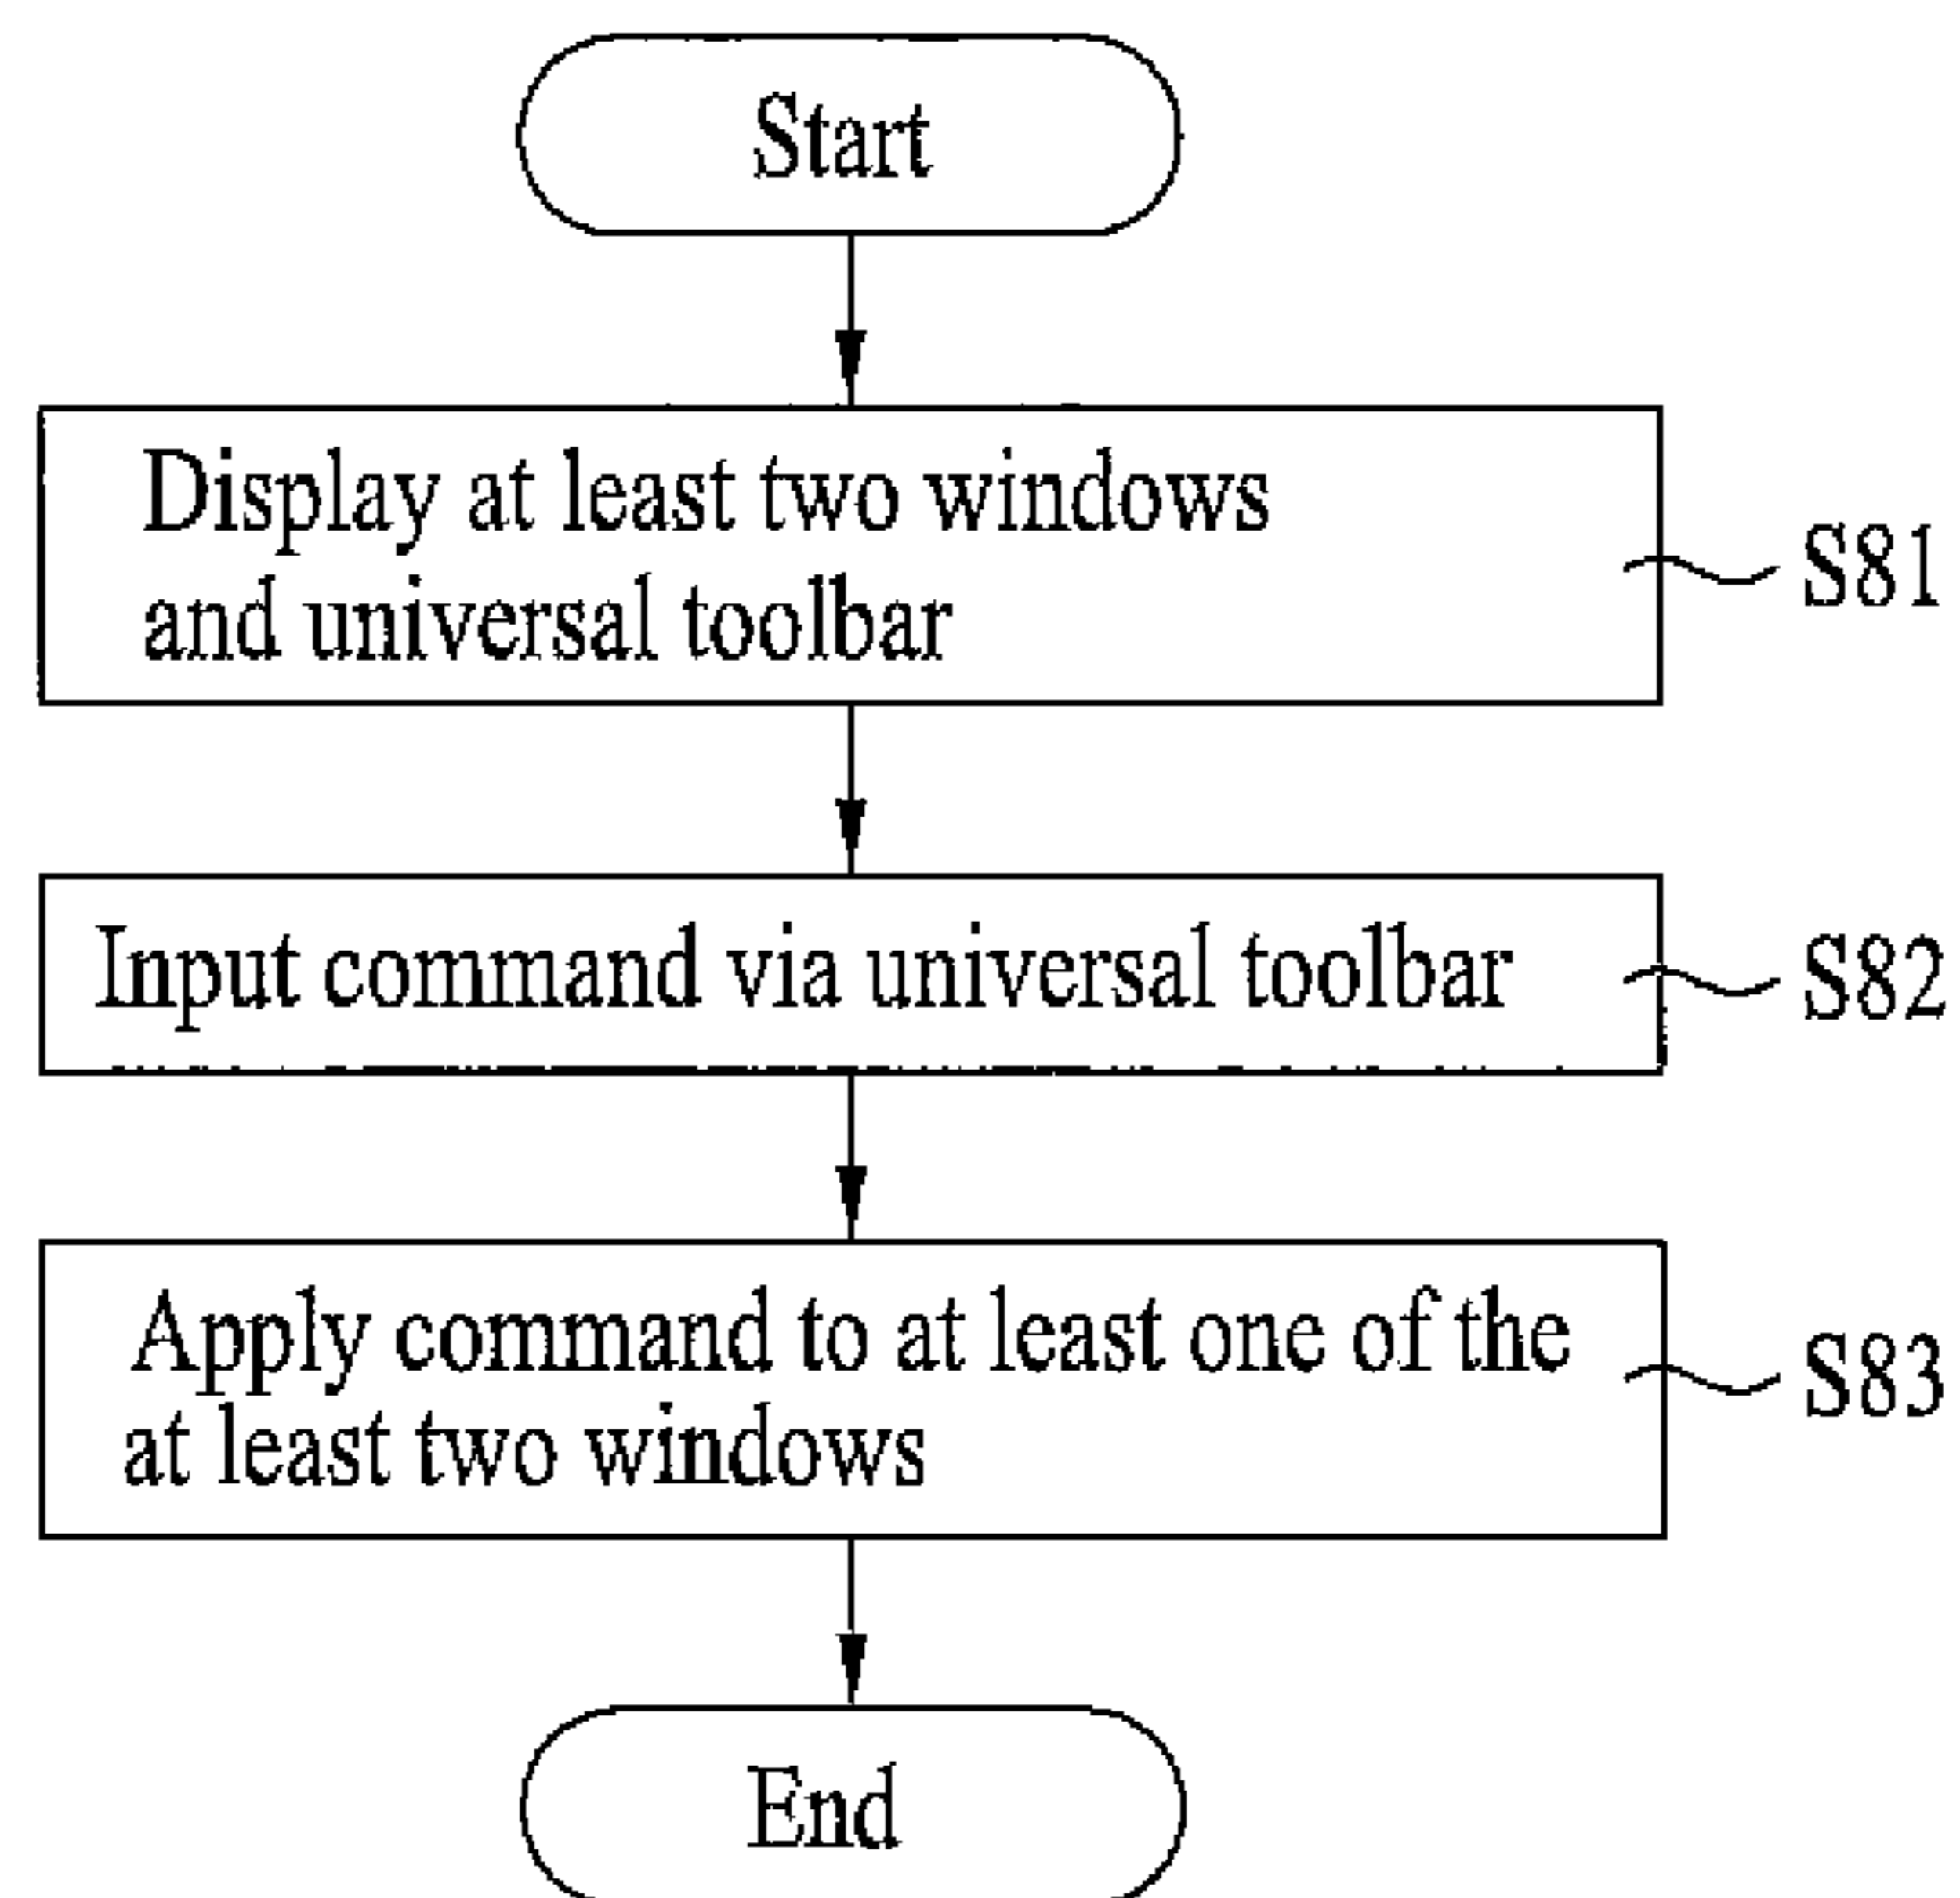 Start
Display at least two windows
and universal toolbar
S81
Input command via universal toolbar
S82
Apply command to at least one of the
at least two windows
S83
End